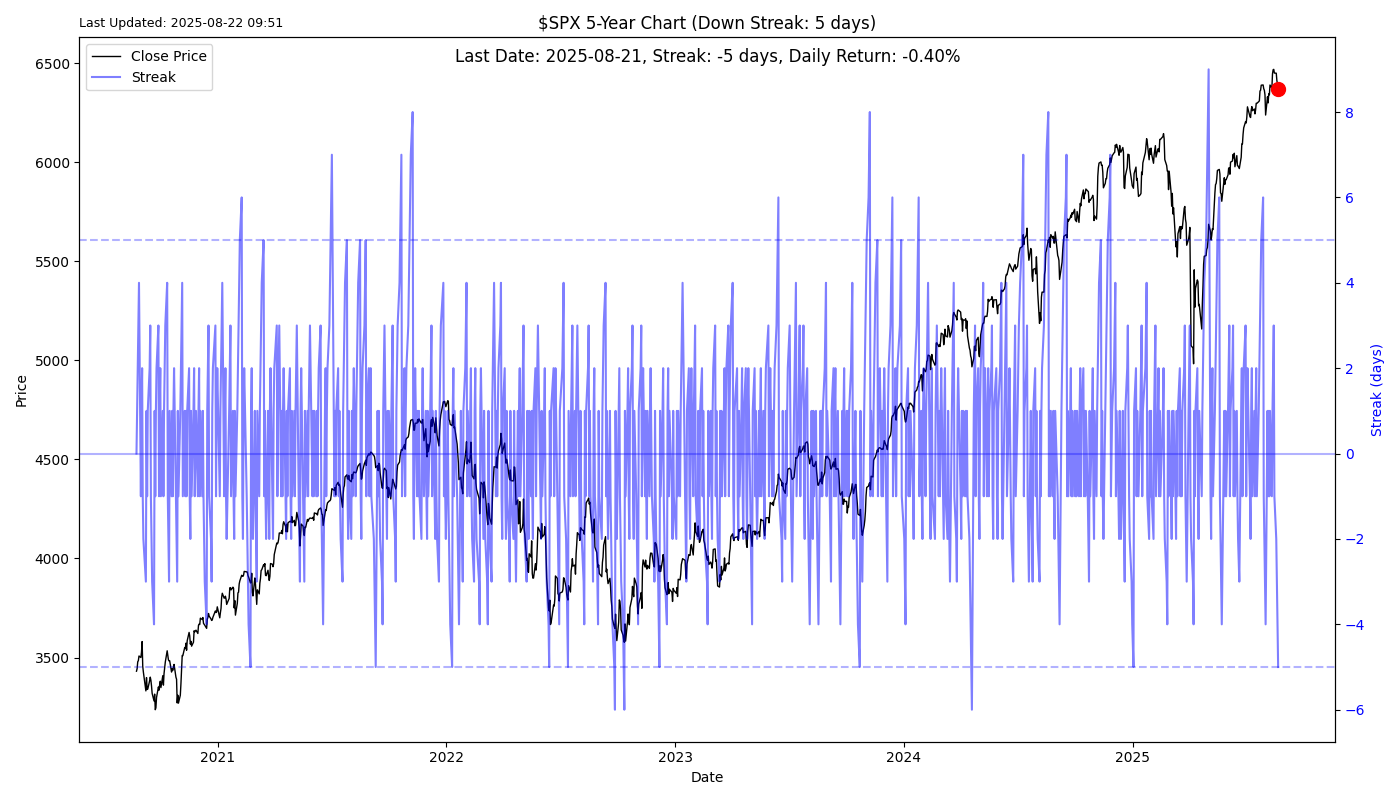 Last Updated: 2025-08-22 09:51
$SPX 5-Year Chart (Down Streak: 5 days)
Last Date: 2025-08-21, Streak: -5 days, Daily Return: -0.40%
Close Price
Streak
6500
6000
5500
5000
4500
4000
3500
Price
8
6
4
2
0
−2
−4
−6
Streak (days)
2021
2022
2023
2024
2025
Date